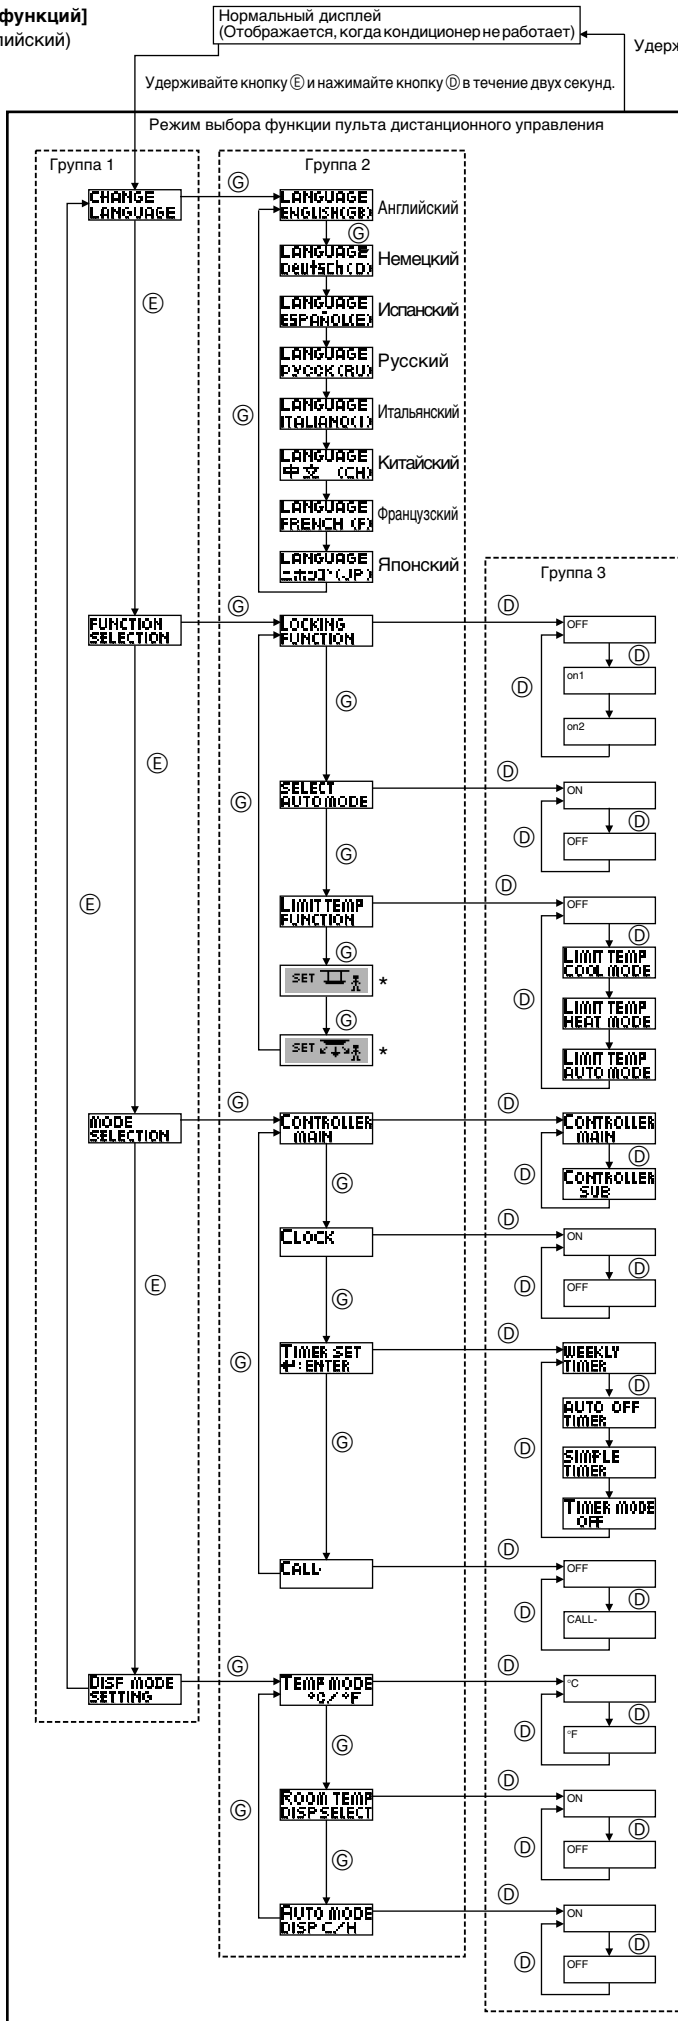 функций]
лийский)
Нормальный дисплей
(Отображается, когда кондиционер не работает)
Удерж
Удерживайте кнопку Ⓔ и нажимайте кнопку Ⓓ в течение двух секунд.
Режим выбора функции пульта дистанционного управления
Группа 1
Группа 2
CHANGE
LANGUAGE
Ⓖ
LANGUAGE
ENGLISH(GB)
Английский
Ⓖ
LANGUAGE
Deutsch(D)
Немецкий
Ⓔ
LANGUAGE
ESPAÑOL(E)
Испанский
LANGUAGE
РУССК(RU)
Русский
Ⓖ
LANGUAGE
ITALIANO(I)
Итальянский
LANGUAGE
中文 (CH)
Китайский
LANGUAGE
FRENCH (F)
Французский
LANGUAGE
ニホンゴ(JP)
Японский
Группа 3
FUNCTION
SELECTION
Ⓖ
LOCKING
FUNCTION
Ⓓ
OFF
Ⓓ
on1
Ⓓ
on2
Ⓖ
Ⓔ
Ⓖ
SELECT
AUTO MODE
Ⓓ
ON
Ⓓ
OFF
Ⓓ
Ⓖ
Ⓔ
LIMIT TEMP
FUNCTION
Ⓓ
OFF
Ⓓ
LIMIT TEMP
COOL MODE
Ⓖ
SET
*
Ⓓ
LIMIT TEMP
HEAT MODE
Ⓖ
SET
*
LIMIT TEMP
AUTO MODE
MODE
SELECTION
Ⓖ
CONTROLLER
MAIN
Ⓓ
CONTROLLER
MAIN
Ⓓ
CONTROLLER
SUB
Ⓓ
Ⓖ
CLOCK
Ⓓ
ON
Ⓓ
OFF
Ⓓ
Ⓔ
Ⓖ
Ⓖ
TIMER SET
↵:ENTER
Ⓓ
WEEKLY
TIMER
Ⓓ
AUTO OFF
TIMER
Ⓖ
Ⓓ
SIMPLE
TIMER
TIMER MODE
OFF
CALL-
Ⓓ
OFF
Ⓓ
CALL-
Ⓓ
DISP MODE
SETTING
Ⓖ
TEMP MODE
°C/°F
Ⓓ
°C
Ⓓ
°F
Ⓓ
Ⓖ
Ⓖ
ROOM TEMP
DISP SELECT
Ⓓ
ON
Ⓓ
OFF
Ⓓ
Ⓖ
AUTO MODE
DISP C/H
Ⓓ
ON
Ⓓ
OFF
Ⓓ